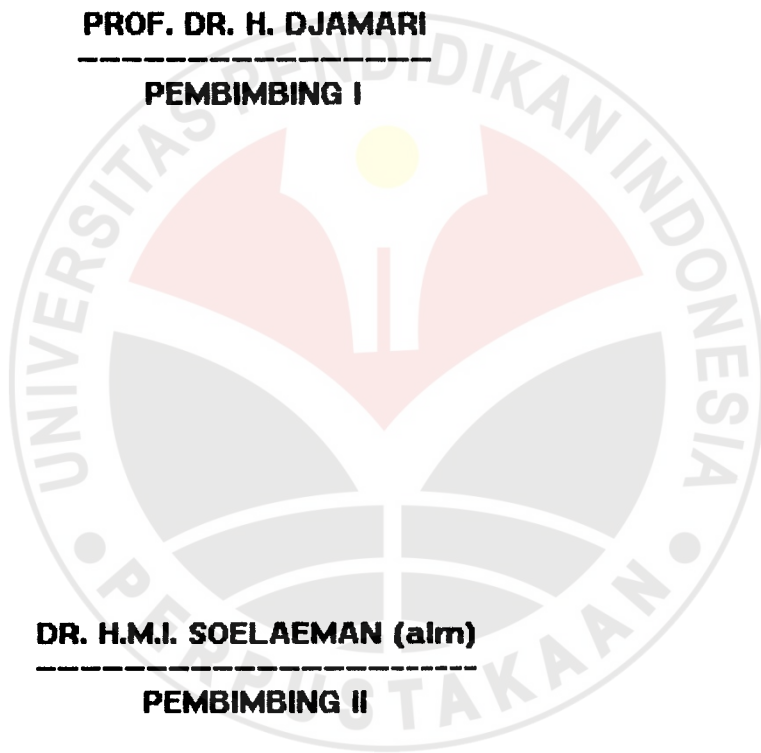 PROF. DR. H. DJAMARI
PEMBIMBING I
UNIVERSITAS PENDIDIKAN INDONESIA
DR. H.M.I. SOELAEMAN (alm)
PEMBIMBING II
PERPUSTAKAAN